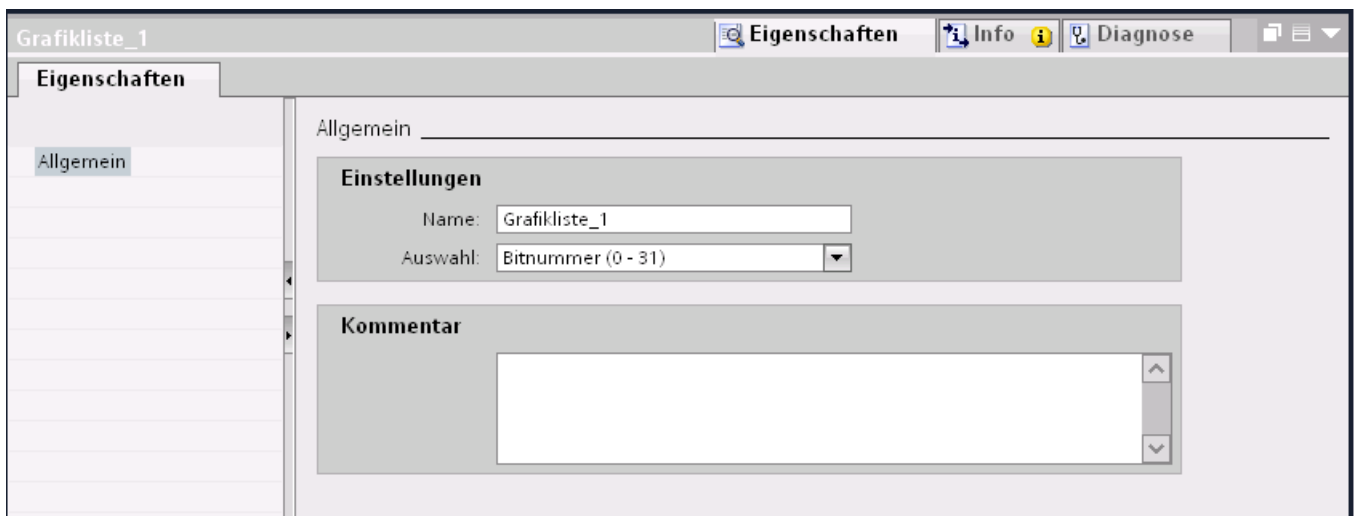 Grafikliste_1
Eigenschaften
Info
Diagnose
Eigenschaften
Allgemein
Allgemein
Einstellungen
Name: Grafikliste_1
Auswahl: Bitnummer (0 - 31)
Kommentar